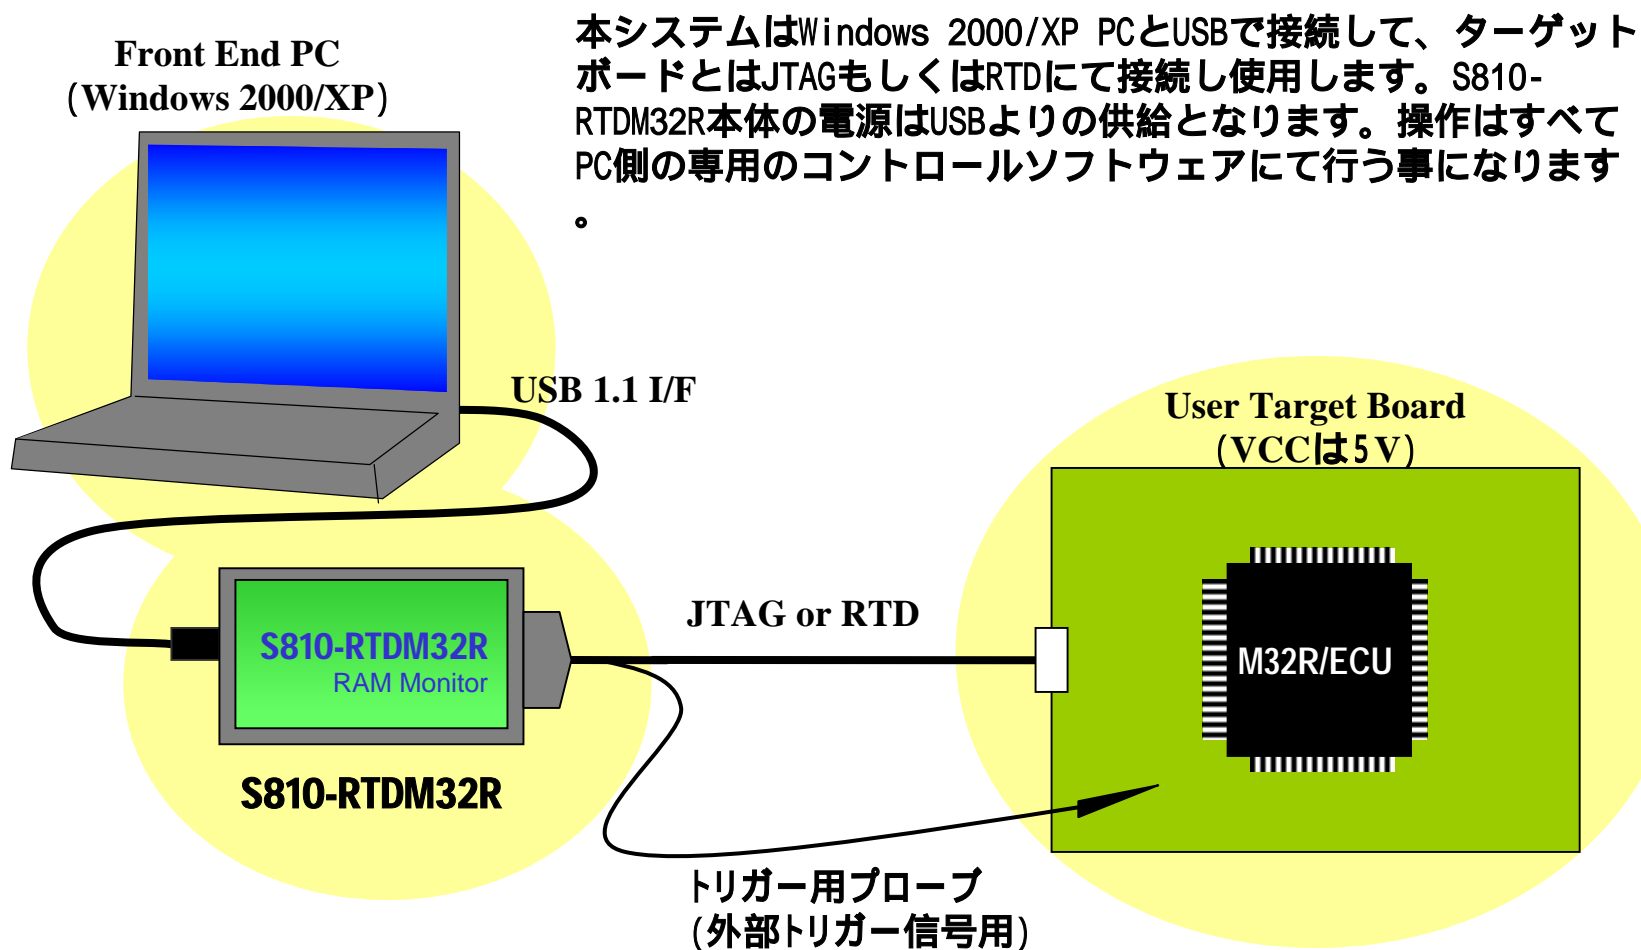 本システムはWindows 2000/XP PCとUSBで接続して、ターゲット
ボードとはJTAGもしくはRTDにて接続し使用します。S810-
RTDM32R本体の電源はUSBよりの供給となります。操作はすべて
PC側の専用のコントロールソフトウェアにて行う事になります
。
Front End PC
(Windows 2000/XP)
USB 1.1 I/F
User Target Board
(VCCは5V)
JTAG or RTD
S810-RTDM32R
RAM Monitor
M32R/ECU
S810-RTDM32R
トリガー用プローブ
(外部トリガー信号用)